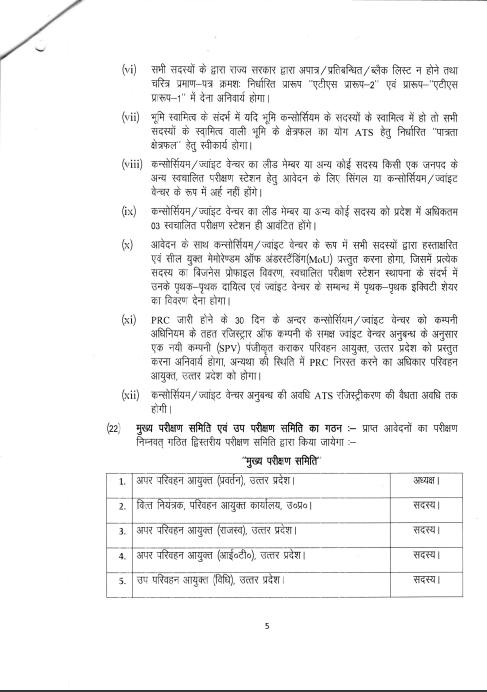 (vi) सभी सदस्यों के द्वारा राज्य सरकार द्वारा अपात्र/प्रतिबन्धित/ब्लैक लिस्ट न होने तथा
चरित्र प्रमाण-पत्र क्रमशः निर्धारित प्रारूप "एटीएस प्रारूप-2" एवं प्रारूप-"एटीएस
प्रारूप-1" में देना अनिवार्य होगा।
(vii) भूमि स्वामित्व के संदर्भ में यदि भूमि कन्सोर्सियम के सदस्यों के स्वामित्व में हो तो सभी
सदस्यों के स्वामित्व वाली भूमि के क्षेत्रफल का योग ATS हेतु निर्धारित "पात्रता
क्षेत्रफल" हेतु स्वीकार्य होगा।
(viii) कन्सोर्सियम/ज्वांइट वेन्चर का लीड मेम्बर या अन्य कोई सदस्य किसी एक जनपद के
अन्य स्वचालित परीक्षण स्टेशन हेतु आवेदन के लिए सिंगल या कन्सोर्सियम/ज्वांइट
वेन्चर के रूप में अर्ह नहीं होंगे।
(ix) कन्सोर्सियम/ज्वांइट वेन्चर का लीड मेम्बर या अन्य कोई सदस्य को प्रदेश में अधिकतम
03 स्वचालित परीक्षण स्टेशन ही आवंटित होंगे।
(x) आवेदन के साथ कन्सोर्सियम/ज्वांइट वेन्चर के रूप में सभी सदस्यों द्वारा हस्ताक्षरित
एवं सील युक्त मेमोरेण्डम ऑफ अंडरस्टैंडिंग(MoU) प्रस्तुत करना होगा, जिसमें प्रत्येक
सदस्य का बिजनेस प्रोफाइल विवरण, स्वचालित परीक्षण स्टेशन स्थापना के संदर्भ में
उनके पृथक-पृथक दायित्व एवं ज्वांइट वेन्चर के सम्बन्ध में पृथक-पृथक इक्विटी शेयर
का विवरण देना होगा।
(xi) PRC जारी होने के 30 दिन के अन्दर कन्सोर्सियम/ज्वांइट वेन्चर को कम्पनी
अधिनियम के तहत रजिस्ट्रार ऑफ कम्पनी के समक्ष ज्वांइट वेन्चर अनुबन्ध के अनुसार
एक नयी कम्पनी (SPV) पंजीकृत कराकर परिवहन आयुक्त, उत्तर प्रदेश को प्रस्तुत
करना अनिवार्य होगा, अन्यथा की स्थिति में PRC निरस्त करने का अधिकार परिवहन
आयुक्त, उत्तर प्रदेश को होगा।
(xii) कन्सोर्सियम/ज्वांइट वेन्चर अनुबन्ध की अवधि ATS रजिस्ट्रीकरण की वैधता अवधि तक
होगी।
(22) मुख्य परीक्षण समिति एवं उप परीक्षण समिति का गठन :– प्राप्त आवेदनों का परीक्षण
निम्नवत् गठित द्विस्तरीय परीक्षण समिति द्वारा किया जायेगा :–
"मुख्य परीक्षण समिति"
1. अपर परिवहन आयुक्त (प्रवर्तन), उत्तर प्रदेश। अध्यक्ष।
2. वित्त नियंत्रक, परिवहन आयुक्त कार्यालय, उ०प्र०। सदस्य।
3. अपर परिवहन आयुक्त (राजस्व), उत्तर प्रदेश। सदस्य।
4. अपर परिवहन आयुक्त (आई०टी०), उत्तर प्रदेश। सदस्य।
5. उप परिवहन आयुक्त (विधि), उत्तर प्रदेश। सदस्य।
5